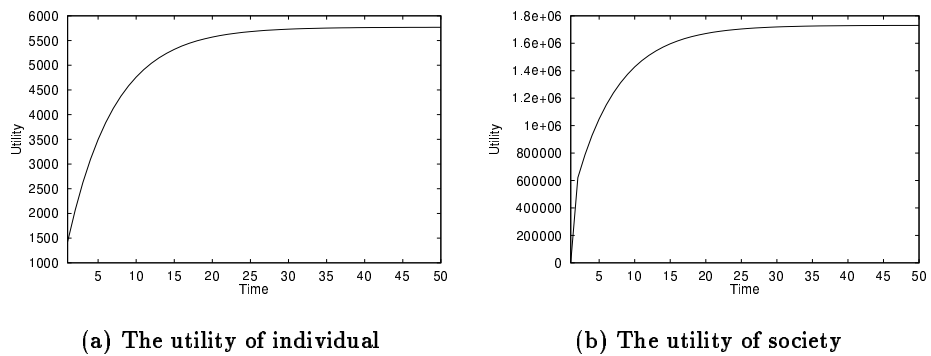 6000
5500
5000
4500
4000
3500
3000
2500
2000
1500
1000
Utility
5 10 15 20 25 30 35 40 45 50
Time
(a) The utility of individual
1.8e+06
1.6e+06
1.4e+06
1.2e+06
1e+06
800000
600000
400000
200000
0
Utility
5 10 15 20 25 30 35 40 45 50
Time
(b) The utility of society